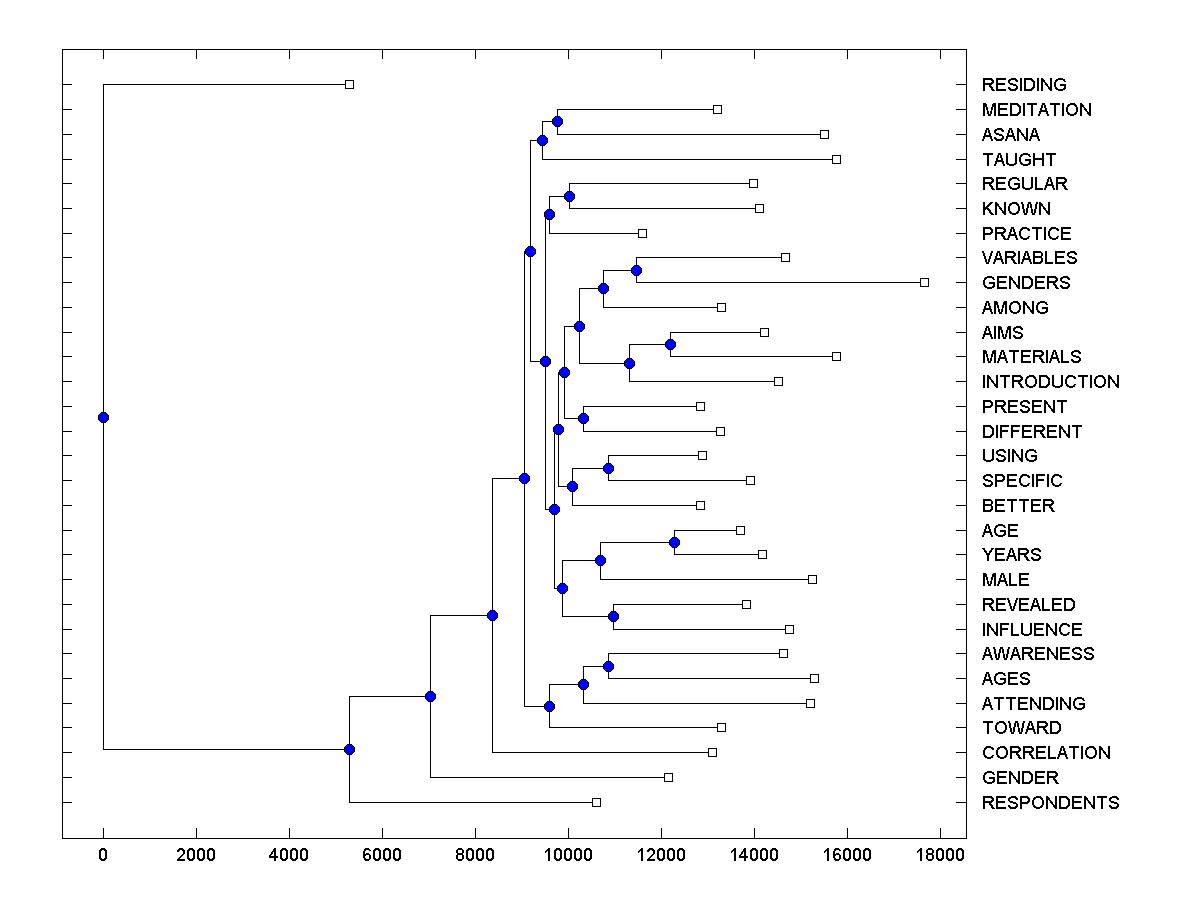 RESIDING
MEDITATION
ASANA
TAUGHT
REGULAR
KNOWN
PRACTICE
VARIABLES
GENDERS
AMONG
AIMS
MATERIALS
INTRODUCTION
PRESENT
DIFFERENT
USING
SPECIFIC
BETTER
AGE
YEARS
MALE
REVEALED
INFLUENCE
AWARENESS
AGES
ATTENDING
TOWARD
CORRELATION
GENDER
RESPONDENTS
0 2000 4000 6000 8000 10000 12000 14000 16000 18000